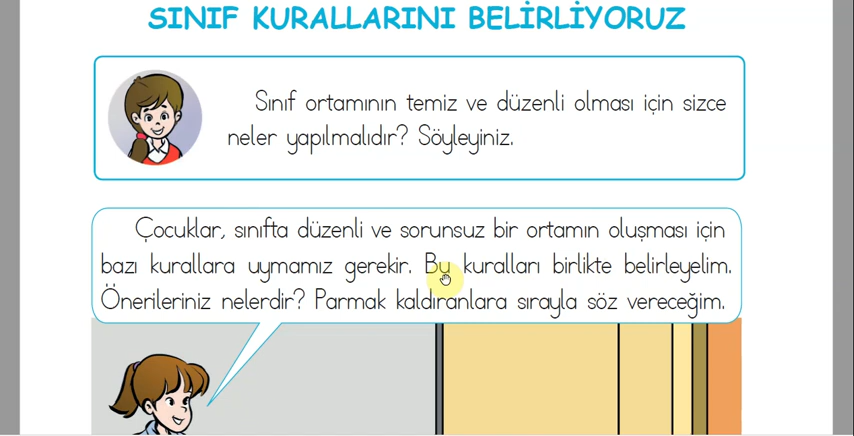 SINIF KURALLARINI BELİRLİYORUZ
Sınıf ortamının temiz ve düzenli olması için sizce
neler yapılmalıdır? Söyleyiniz.
Çocuklar, sınıfta düzenli ve sorunsuz bir ortamın oluşması için
bazı kurallara uymamız gerekir. Bu kuralları birlikte belirleyelim.
Önerileriniz nelerdir? Parmak kaldıranlara sırayla söz vereceğim.